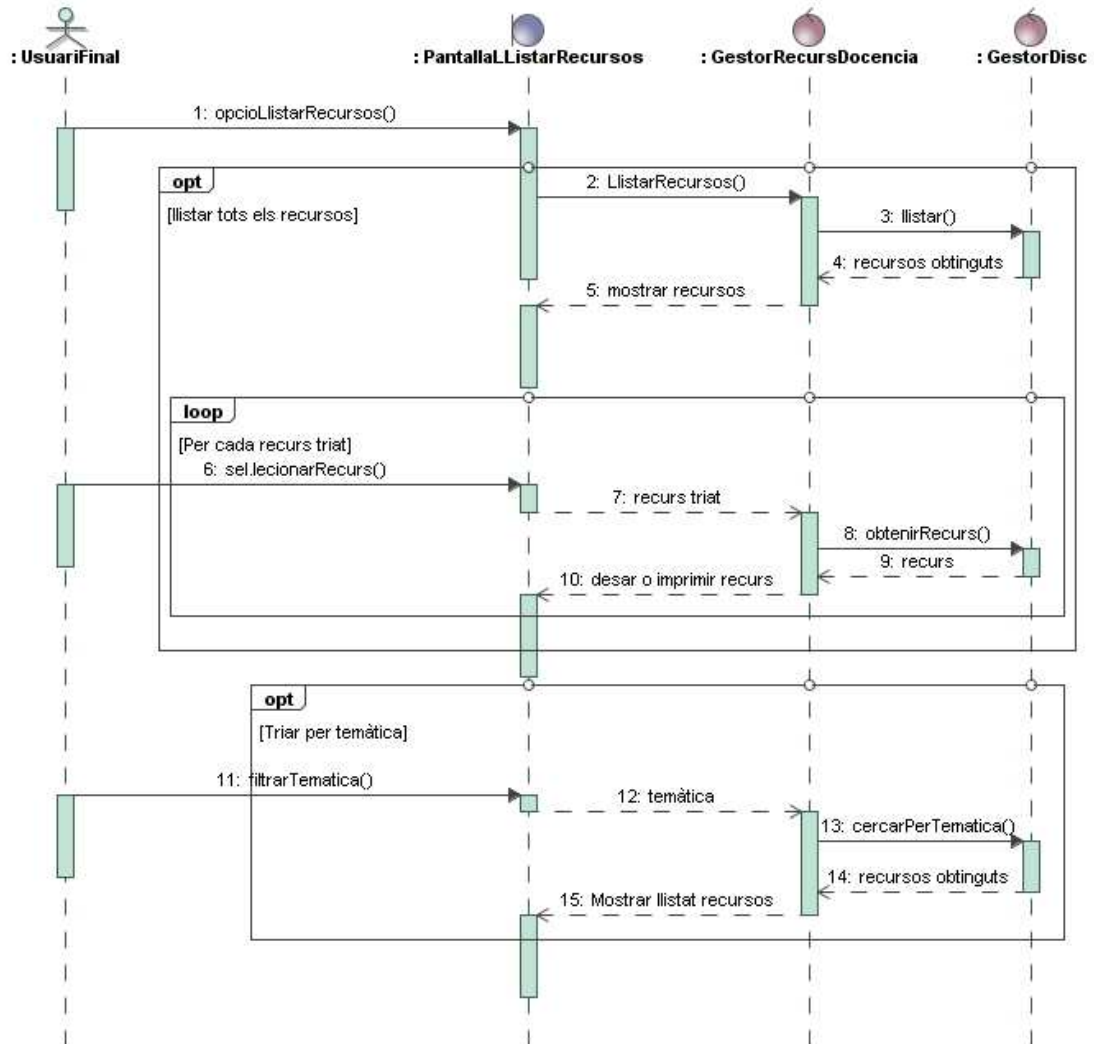 : UsuariFinal
: PantallaLListarRecursos
: GestorRecursDocencia
: GestorDisc
1: opcioLlistarRecursos()
opt
2: LlistarRecursos()
[llistar tots els recursos]
3: llistar()
4: recursos obtinguts
5: mostrar recursos
loop
[Per cada recurs triat]
6: sel.lecionarRecurs()
7: recurs triat
8: obtenirRecurs()
9: recurs
10: desar o imprimir recurs
opt
[Triar per temàtica]
11: filtrarTematica()
12: temàtica
13: cercarPerTematica()
14: recursos obtinguts
15: Mostrar llistat recursos